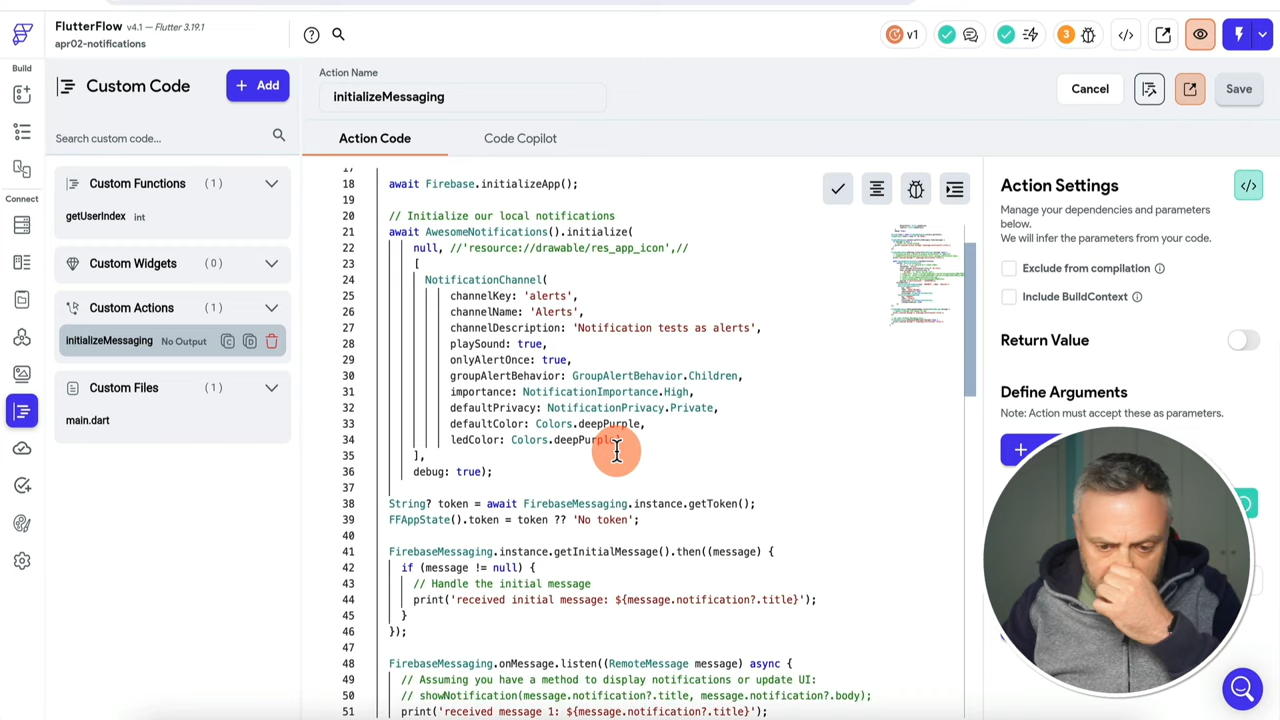 FlutterFlow v4.1 – Flutter 3.19.1
apr02-notifications
v1
3
Build
Connect
Custom Code
+ Add
Search custom code...
Custom Functions (1)
getUserIndex int
Custom Widgets
Custom Actions
initializeMessaging No Output
Custom Files (1)
main.dart
Action Name
initializeMessaging
Cancel
Save
Action Code
Code Copilot
17
18 await Firebase.initializeApp();
19
20 // Initialize our local notifications
21 await AwesomeNotifications().initialize(
22 null, //'resource://drawable/res_app_icon',//
23 [
24 NotificationChannel(
25 channelKey: 'alerts',
26 channelName: 'Alerts',
27 channelDescription: 'Notification tests as alerts',
28 playSound: true,
29 onlyAlertOnce: true,
30 groupAlertBehavior: GroupAlertBehavior.Children,
31 importance: NotificationImportance.High,
32 defaultPrivacy: NotificationPrivacy.Private,
33 defaultColor: Colors.deepPurple,
34 ledColor: Colors.deepPurple
35 ],
36 debug: true);
37
38 String? token = await FirebaseMessaging.instance.getToken();
39 FFAppState().token = token ?? 'No token';
40
41 FirebaseMessaging.instance.getInitialMessage().then((message) {
42 if (message != null) {
43 // Handle the initial message
44 print('received initial message: ${message.notification?.title}');
45 }
46 });
47
48 FirebaseMessaging.onMessage.listen((RemoteMessage message) async {
49 // Assuming you have a method to display notifications or update UI:
50 // showNotification(message.notification?.title, message.notification?.body);
51 print('received message 1: ${message.notification?.title}');
Action Settings
Manage your dependencies and parameters
below.
We will infer the parameters from your code.
Exclude from compilation
Include BuildContext
Return Value
Define Arguments
Note: Action must accept these as parameters.